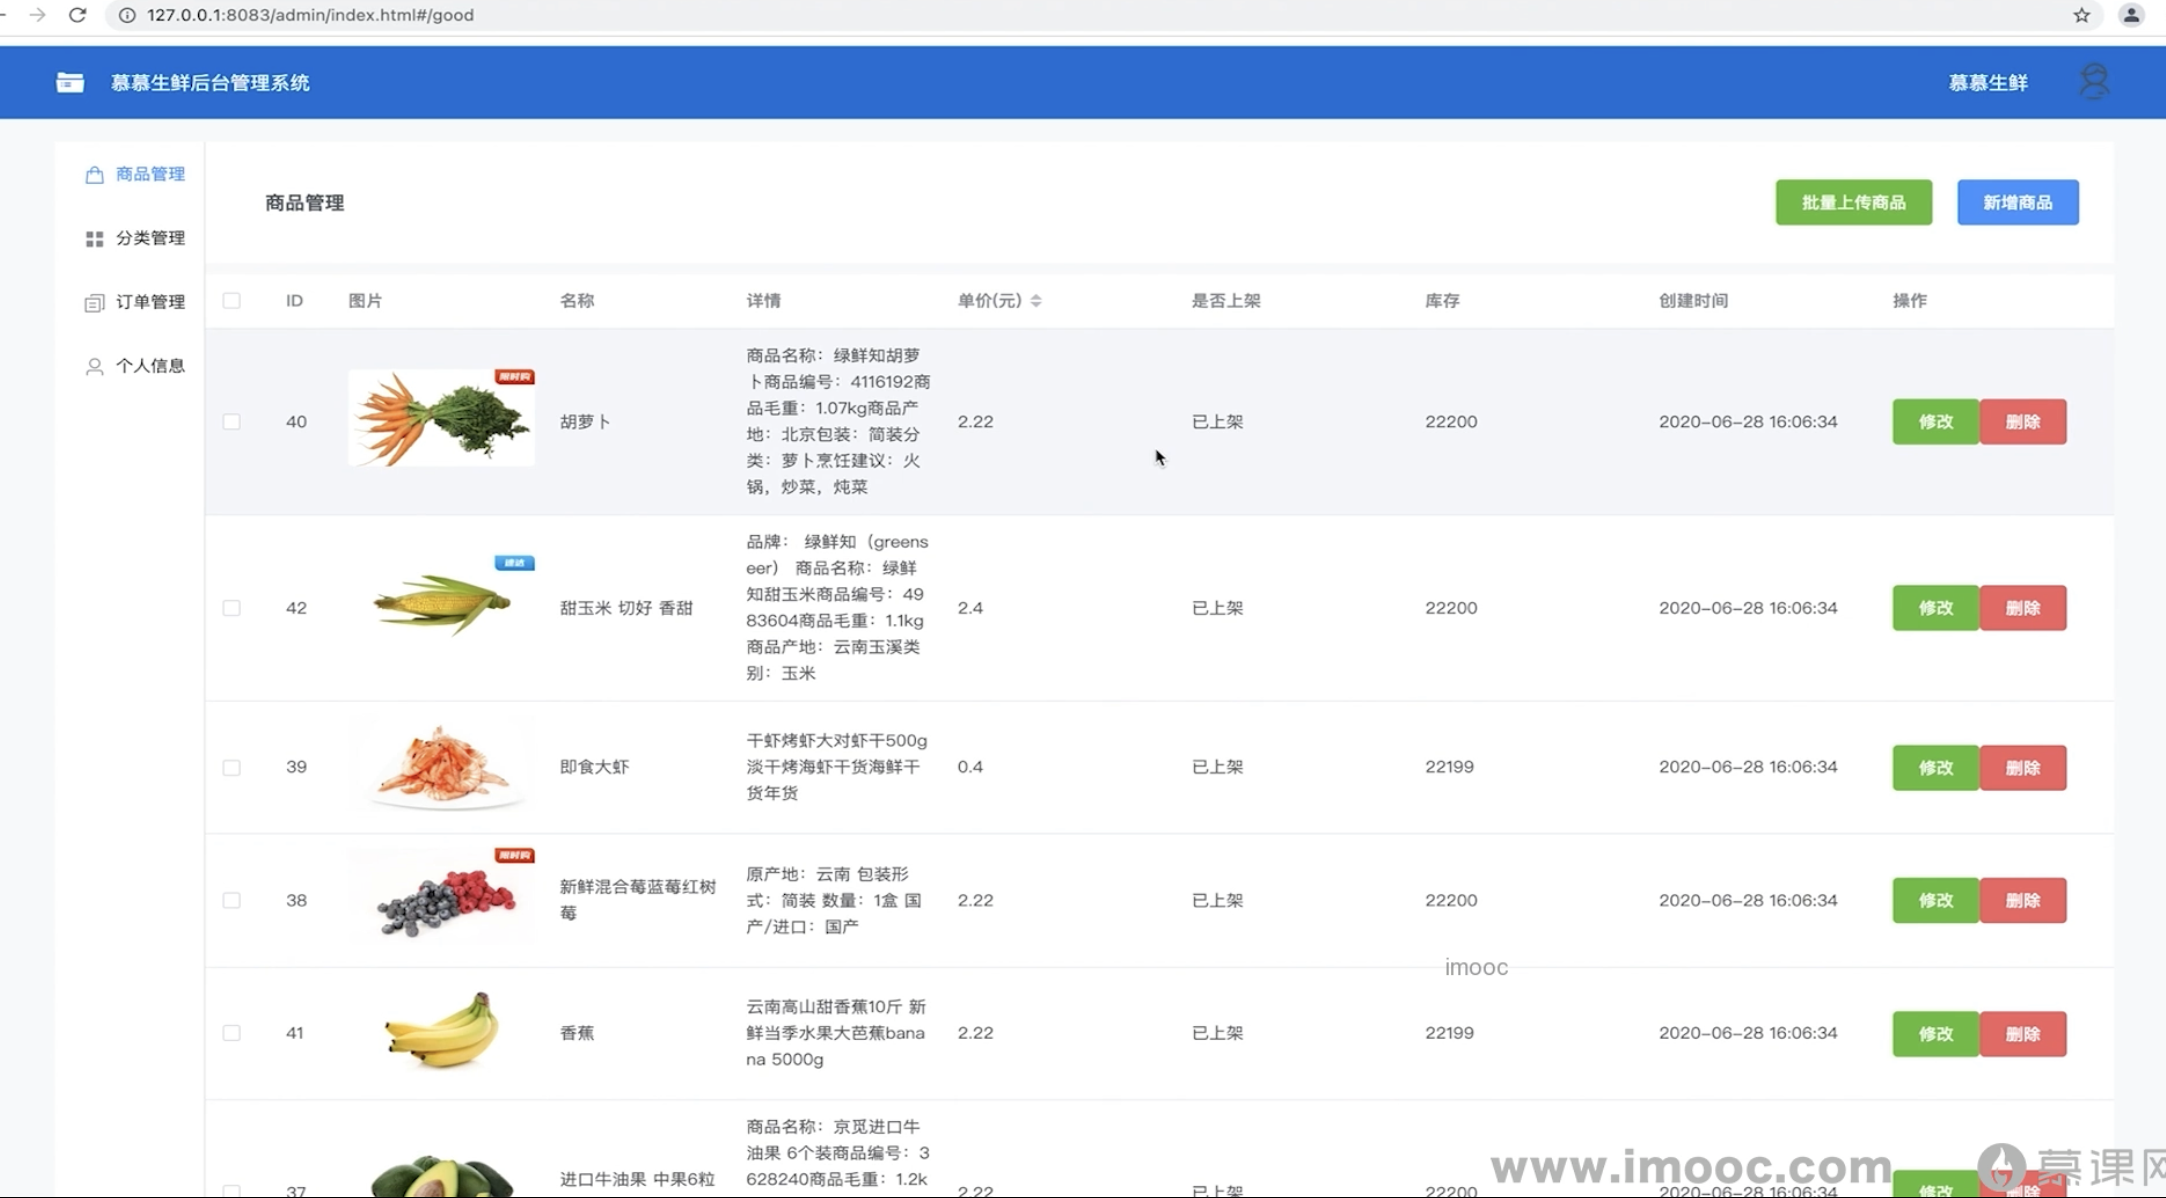 127.0.0.1:8083/admin/index.html#/good
慕慕生鲜后台管理系统
慕慕生鲜
商品管理
分类管理
订单管理
个人信息
商品管理
批量上传商品
新增商品
ID
图片
名称
详情
单价(元)
是否上架
库存
创建时间
操作
40
限时购
胡萝卜
商品名称：绿鲜知胡萝
卜商品编号：4116192商
品毛重：1.07kg商品产
地：北京包装：简装分
类：萝卜烹饪建议：火
锅，炒菜，炖菜
2.22
已上架
22200
2020-06-28 16:06:34
修改
删除
42
速达
甜玉米 切好 香甜
品牌： 绿鲜知（greens
eer） 商品名称：绿鲜
知甜玉米商品编号：49
83604商品毛重：1.1kg
商品产地：云南玉溪类
别：玉米
2.4
已上架
22200
2020-06-28 16:06:34
修改
删除
39
即食大虾
干虾烤虾大对虾干500g
淡干烤海虾干货海鲜干
货年货
0.4
已上架
22199
2020-06-28 16:06:34
修改
删除
38
限时购
新鲜混合莓蓝莓红树
莓
原产地：云南 包装形
式：简装 数量：1盒 国
产/进口：国产
2.22
已上架
22200
2020-06-28 16:06:34
修改
删除
imooc
41
香蕉
云南高山甜香蕉10斤 新
鲜当季水果大芭蕉bana
na 5000g
2.22
已上架
22199
2020-06-28 16:06:34
修改
删除
37
进口牛油果 中果6粒
商品名称：京觅进口牛
油果 6个装商品编号：3
628240商品毛重：1.2k
2.22
已上架
22200
2020-06-28 16:06:34
修改
删除
www.imooc.com
慕课网